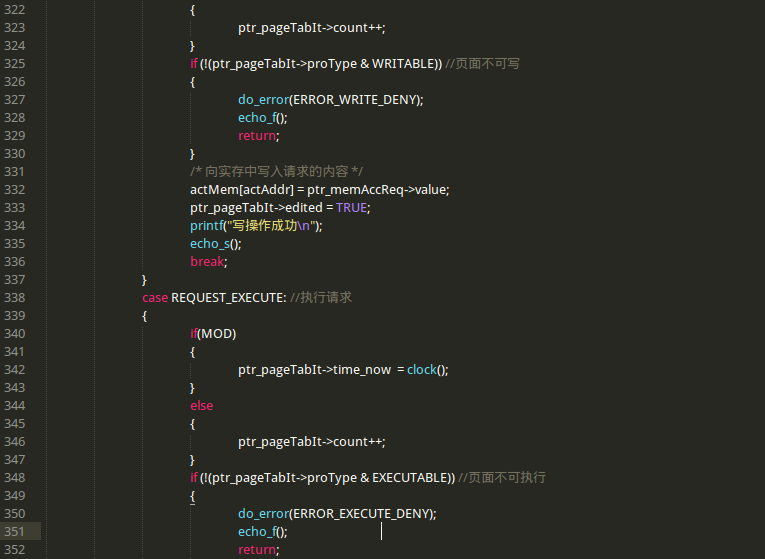 322 {
323 ptr_pageTabIt->count++;
324 }
325 if (!(ptr_pageTabIt->proType & WRITABLE)) //页面不可写
326 {
327 do_error(ERROR_WRITE_DENY);
328 echo_f();
329 return;
330 }
331 /* 向实存中写入请求的内容 */
332 actMem[actAddr] = ptr_memAccReq->value;
333 ptr_pageTabIt->edited = TRUE;
334 printf("写操作成功\n");
335 echo_s();
336 break;
337 }
338 case REQUEST_EXECUTE: //执行请求
339 {
340 if(MOD)
341 {
342 ptr_pageTabIt->time_now  = clock();
343 }
344 else
345 {
346 ptr_pageTabIt->count++;
347 }
348 if (!(ptr_pageTabIt->proType & EXECUTABLE)) //页面不可执行
349 {
350 do_error(ERROR_EXECUTE_DENY);
351 echo_f();
352 return;